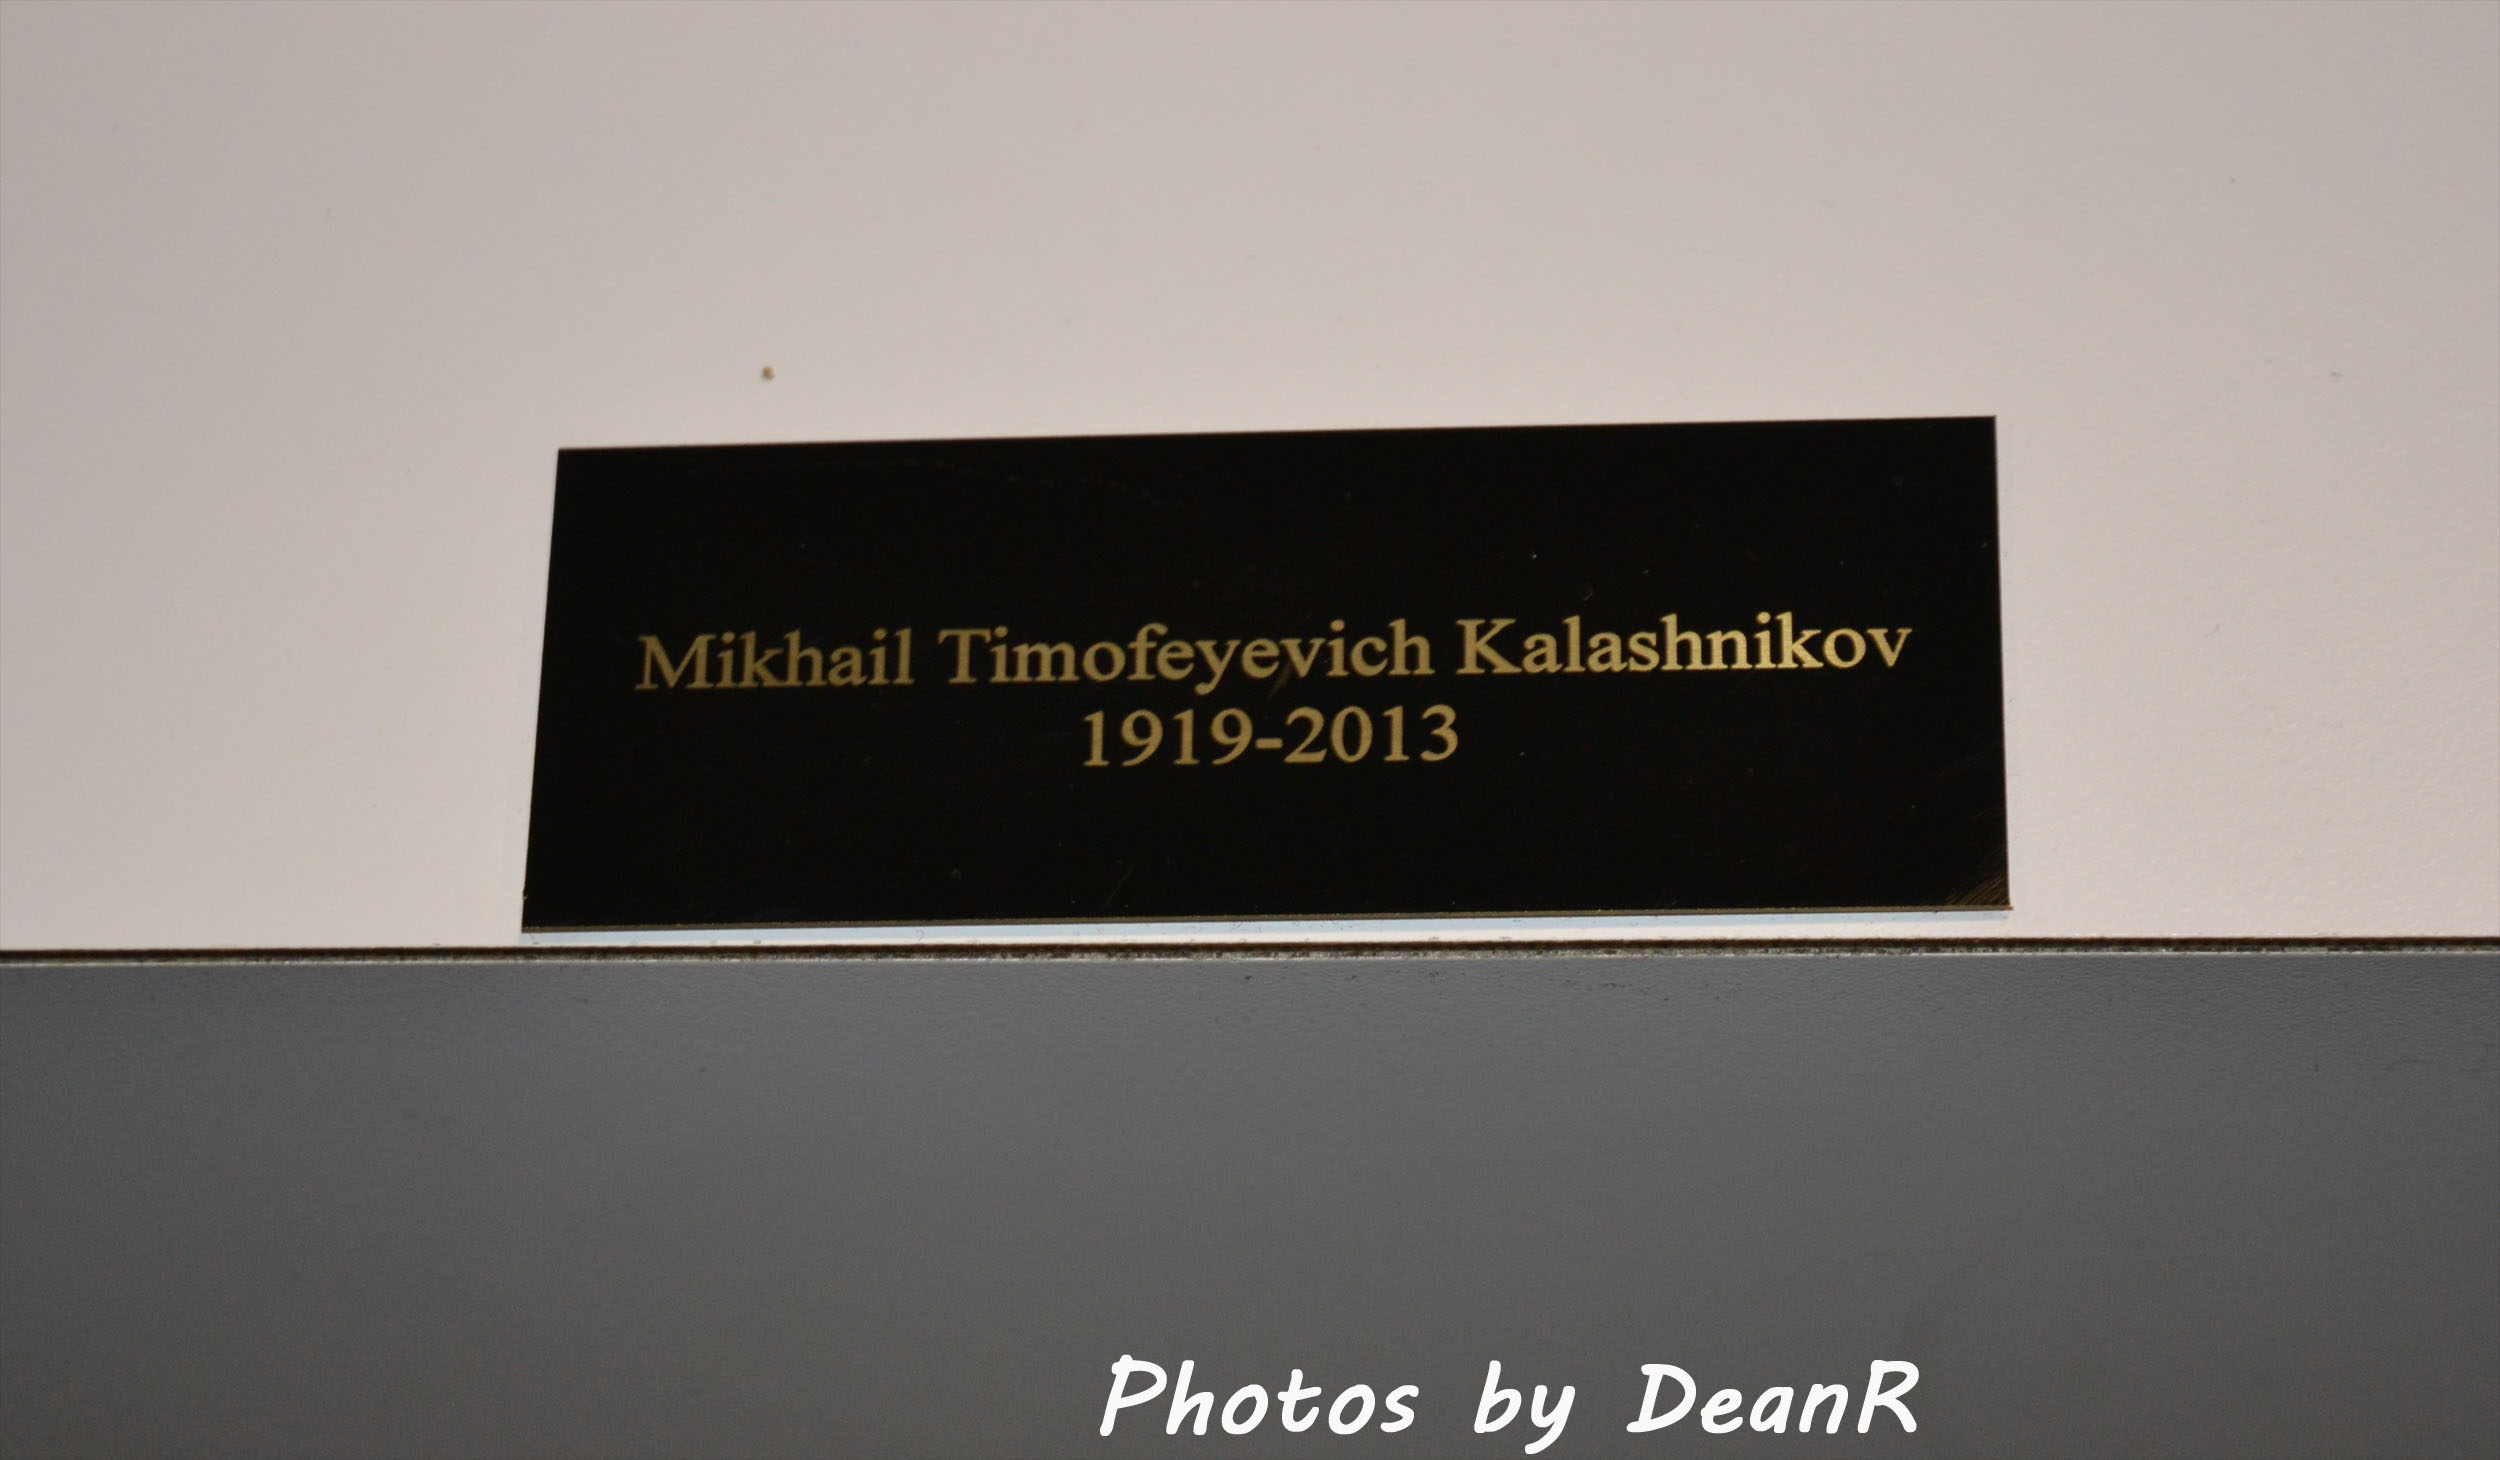 Mikhail Timofeyevich Kalashnikov
1919-2013
Photos by DeanR